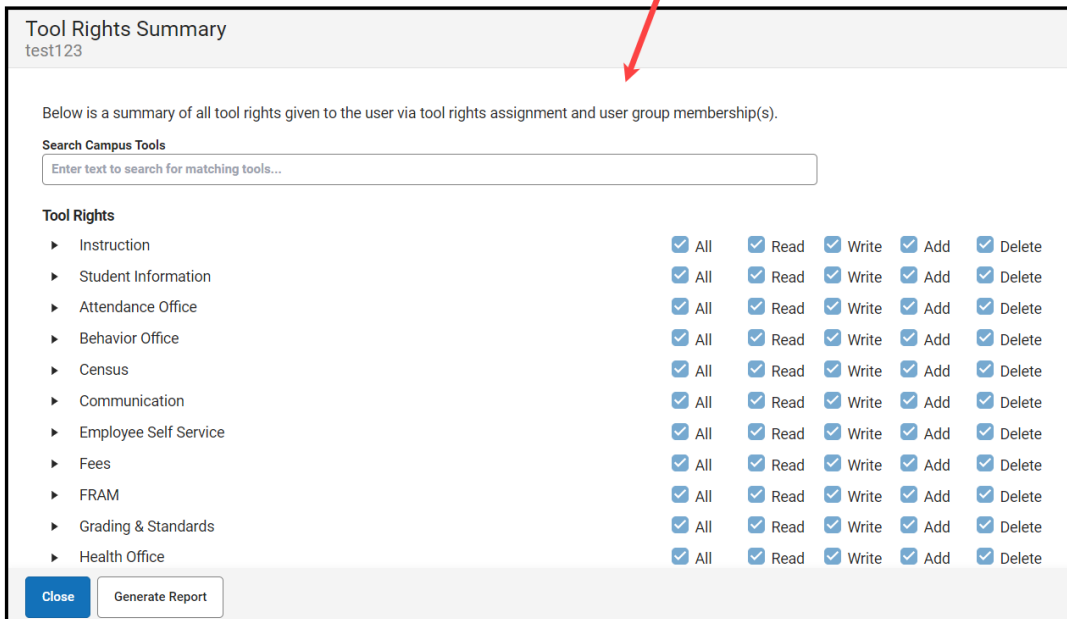 Tool Rights Summary
test123
Below is a summary of all tool rights given to the user via tool rights assignment and user group membership(s).
Search Campus Tools
Enter text to search for matching tools...
Tool Rights
Instruction All Read Write Add Delete
Student Information All Read Write Add Delete
Attendance Office All Read Write Add Delete
Behavior Office All Read Write Add Delete
Census All Read Write Add Delete
Communication All Read Write Add Delete
Employee Self Service All Read Write Add Delete
Fees All Read Write Add Delete
FRAM All Read Write Add Delete
Grading & Standards All Read Write Add Delete
Health Office All Read Write Add Delete
Close Generate Report